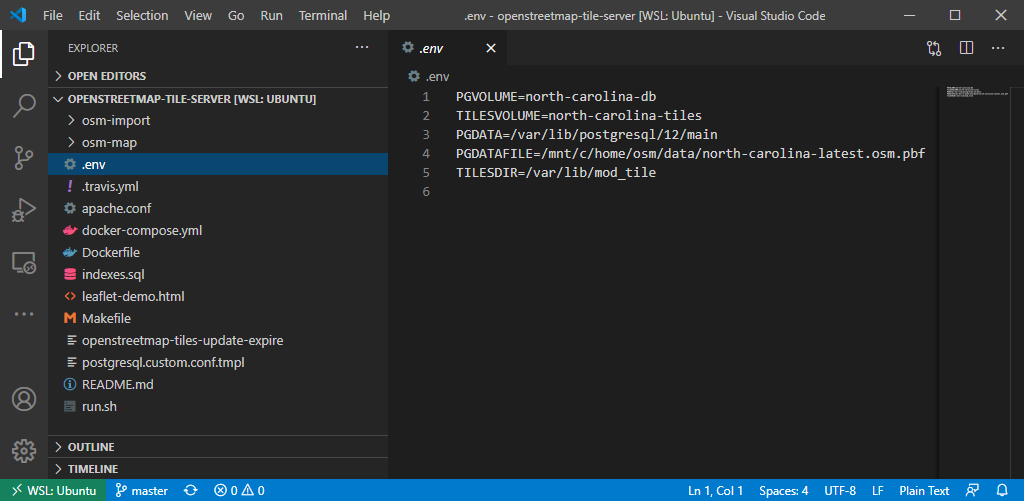 File Edit Selection View Go Run Terminal Help .env - openstreetmap-tile-server [WSL: Ubuntu] - Visual Studio Code
EXPLORER
OPEN EDITORS
OPENSTREETMAP-TILE-SERVER [WSL: UBUNTU]
osm-import
osm-map
.env
.travis.yml
apache.conf
docker-compose.yml
Dockerfile
indexes.sql
leaflet-demo.html
Makefile
openstreetmap-tiles-update-expire
postgresql.custom.conf.tmpl
README.md
run.sh
OUTLINE
TIMELINE
.env
.env
1 PGVOLUME=north-carolina-db
2 TILESVOLUME=north-carolina-tiles
3 PGDATA=/var/lib/postgresql/12/main
4 PGDATAFILE=/mnt/c/home/osm/data/north-carolina-latest.osm.pbf
5 TILESDIR=/var/lib/mod_tile
6
WSL: Ubuntu master 0 0 Ln 1, Col 1 Spaces: 4 UTF-8 LF Plain Text